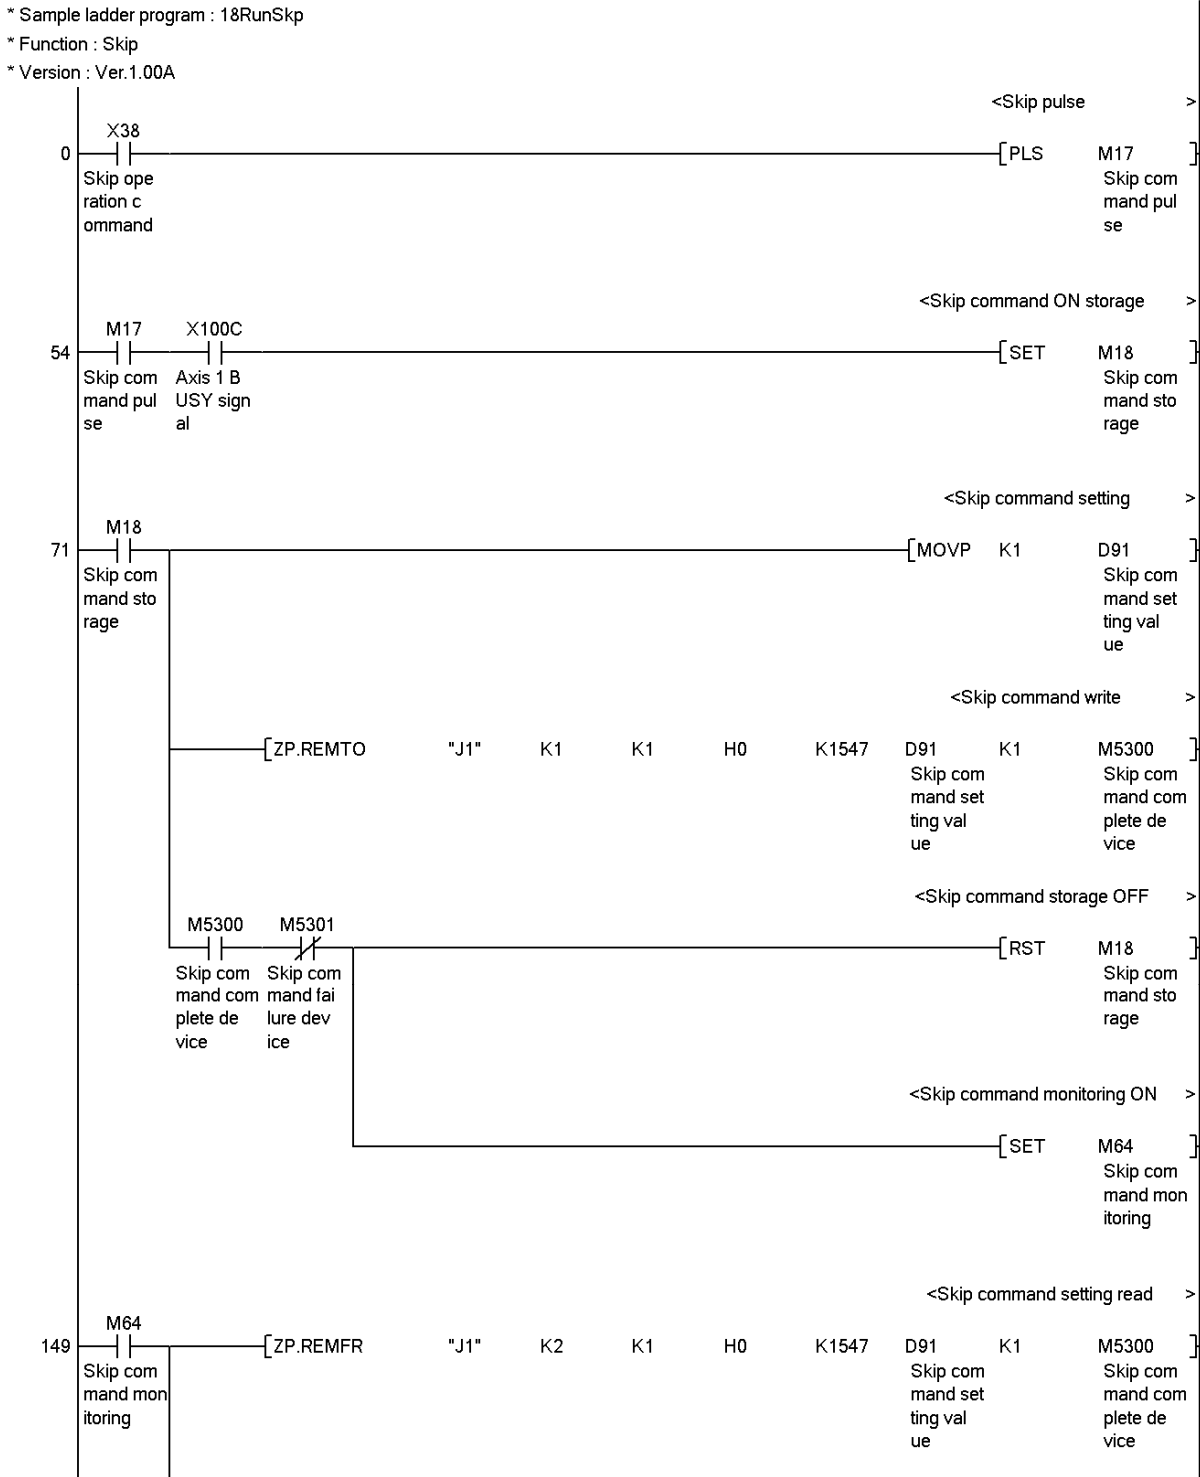 * Sample ladder program : 18RunSkp
* Function : Skip
* Version : Ver.1.00A
<Skip pulse >
X38
0 PLS M17
Skip ope Skip com
ration c mand pul
ommand se
<Skip command ON storage >
M17 X100C
54 SET M18
Skip com Axis 1 B Skip com
mand pul USY sign mand sto
se al rage
<Skip command setting >
M18
71 MOVP K1 D91
Skip com Skip com
mand sto mand set
rage ting val
ue
<Skip command write >
ZP.REMTO "J1" K1 K1 H0 K1547 D91 K1 M5300
Skip com Skip com
mand set mand com
ting val plete de
ue vice
<Skip command storage OFF >
M5300 M5301
RST M18
Skip com Skip com Skip com
mand com mand fai mand sto
plete de lure dev rage
vice ice
<Skip command monitoring ON >
SET M64
Skip com
mand mon
itoring
<Skip command setting read >
M64
149 ZP.REMFR "J1" K2 K1 H0 K1547 D91 K1 M5300
Skip com Skip com Skip com
mand mon mand set mand com
itoring ting val plete de
ue vice